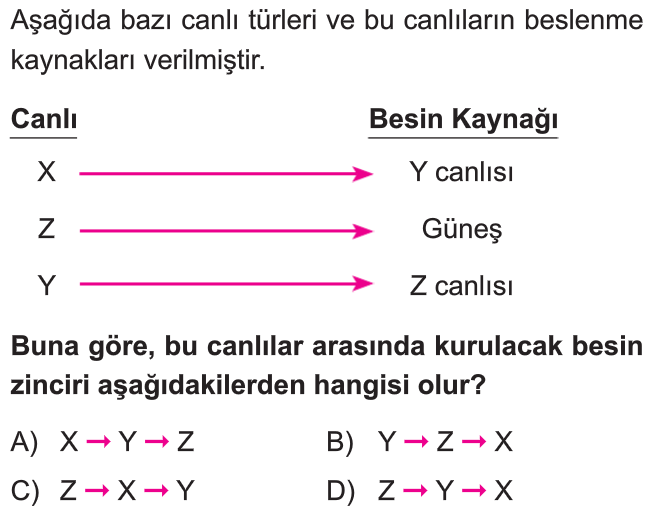 Aşağıda bazı canlı türleri ve bu canlıların beslenme
kaynakları verilmiştir.
Canlı Besin Kaynağı
X → Y canlısı
Z → Güneş
Y → Z canlısı
Buna göre, bu canlılar arasında kurulacak besin
zinciri aşağıdakilerden hangisi olur?
A) X → Y → Z B) Y → Z → X
C) Z → X → Y D) Z → Y → X